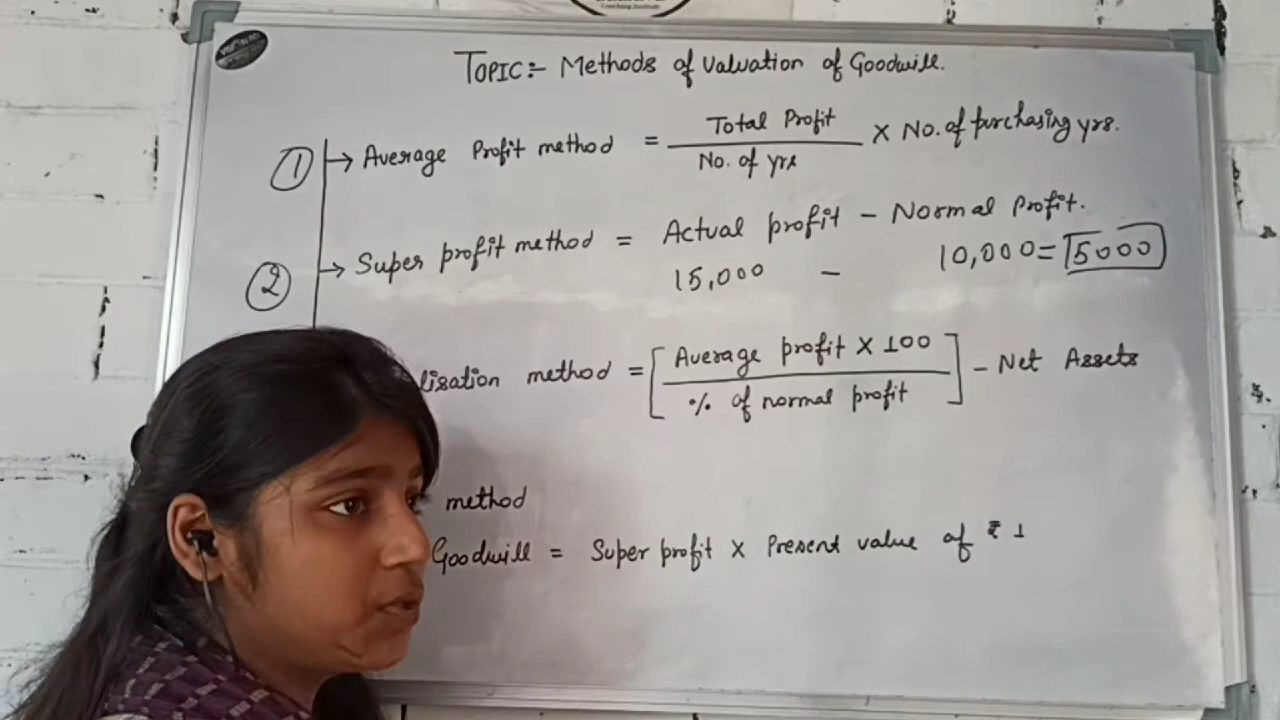 TOPIC:- Methods of Valuation of Goodwill.
① → Average Profit method = Total Profit / No. of yrs × No. of purchasing yrs.
② → Super profit method = Actual profit - Normal Profit.
15,000 - 10,000 = 5000
lisation method = [Average profit × 100 / % of normal profit] - Net Assets
method
Goodwill = Super profit × Present value of ₹ 1